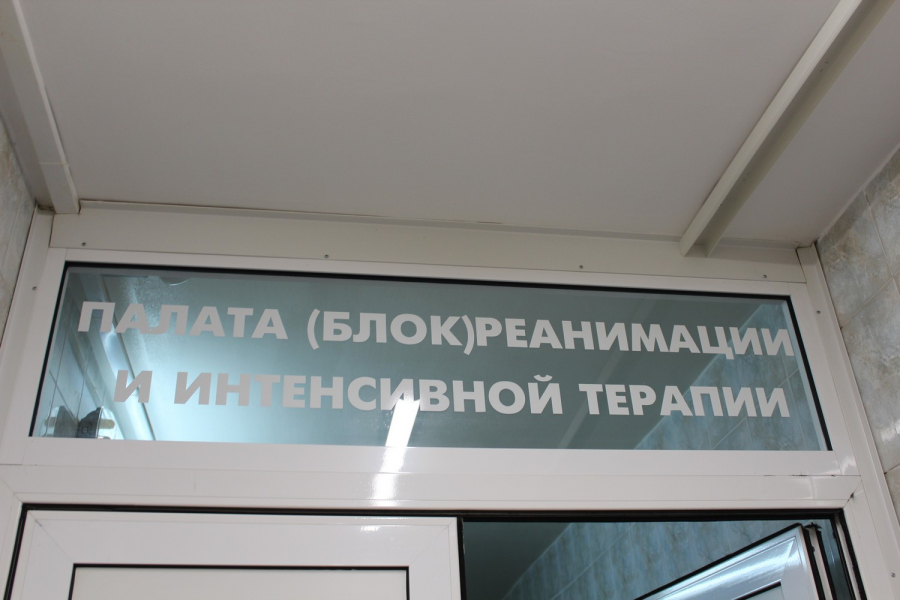 ПАЛАТА (БЛОК)РЕАНИМАЦИИ
И ИНТЕНСИВНОЙ ТЕРАПИИ